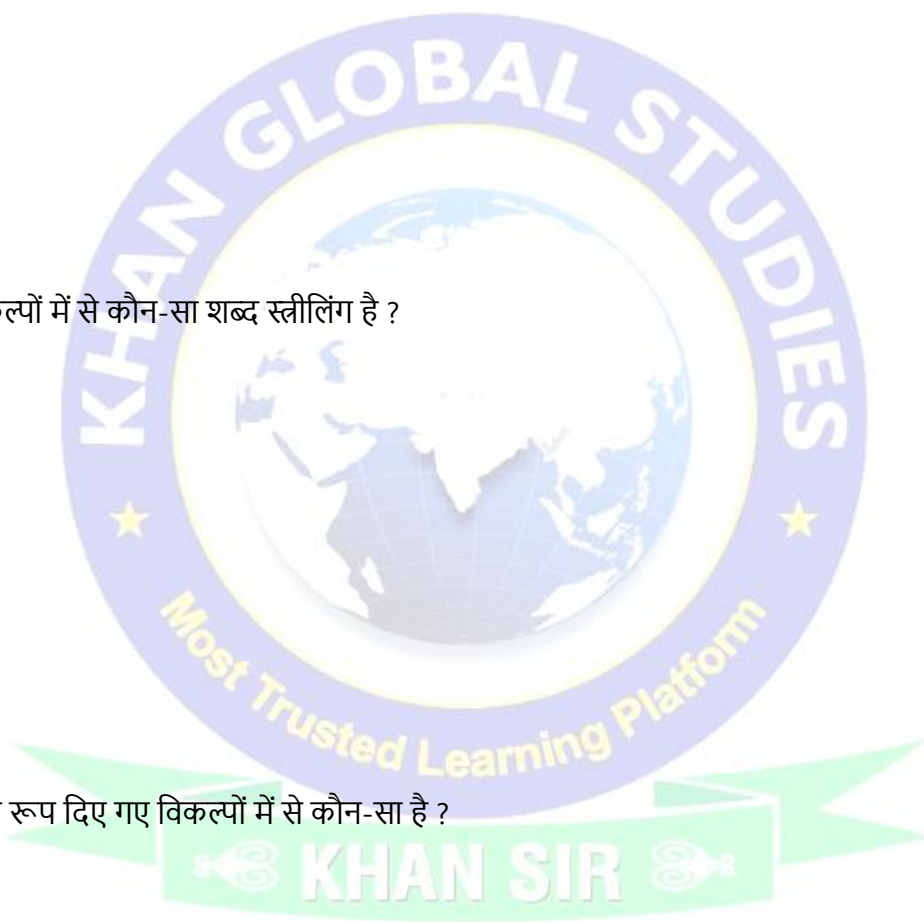 KHAN GLOBAL STUDIES
ल्पों में से कौन-सा शब्द स्त्रीलिंग है ?
Most Trusted Learning Platform
रूप दिए गए विकल्पों में से कौन-सा है ?
KHAN SIR